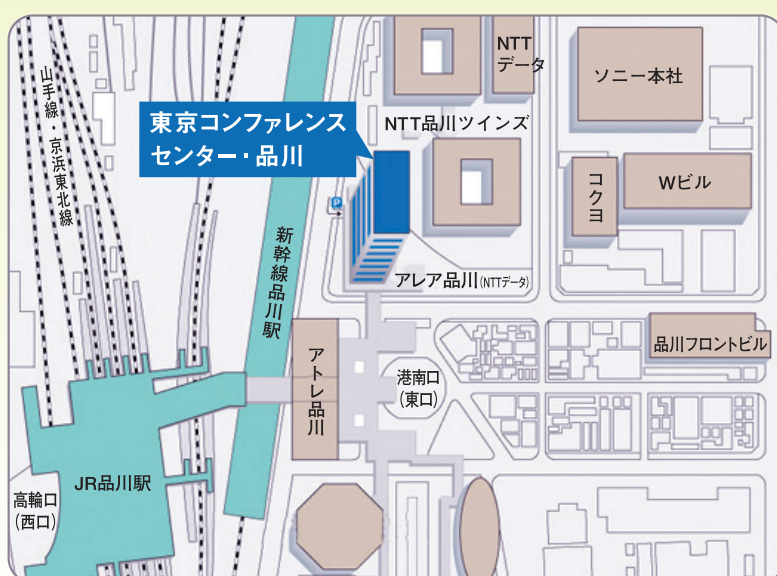 NTT
データ
ソニー本社
山手線・京浜東北線
東京コンファレンス
センター・品川
NTT品川ツインズ
コクヨ
Wビル
P
新幹線品川駅
アレア品川(NTTデータ)
アトレ品川
港南口
(東口)
品川フロントビル
JR品川駅
高輪口
(西口)